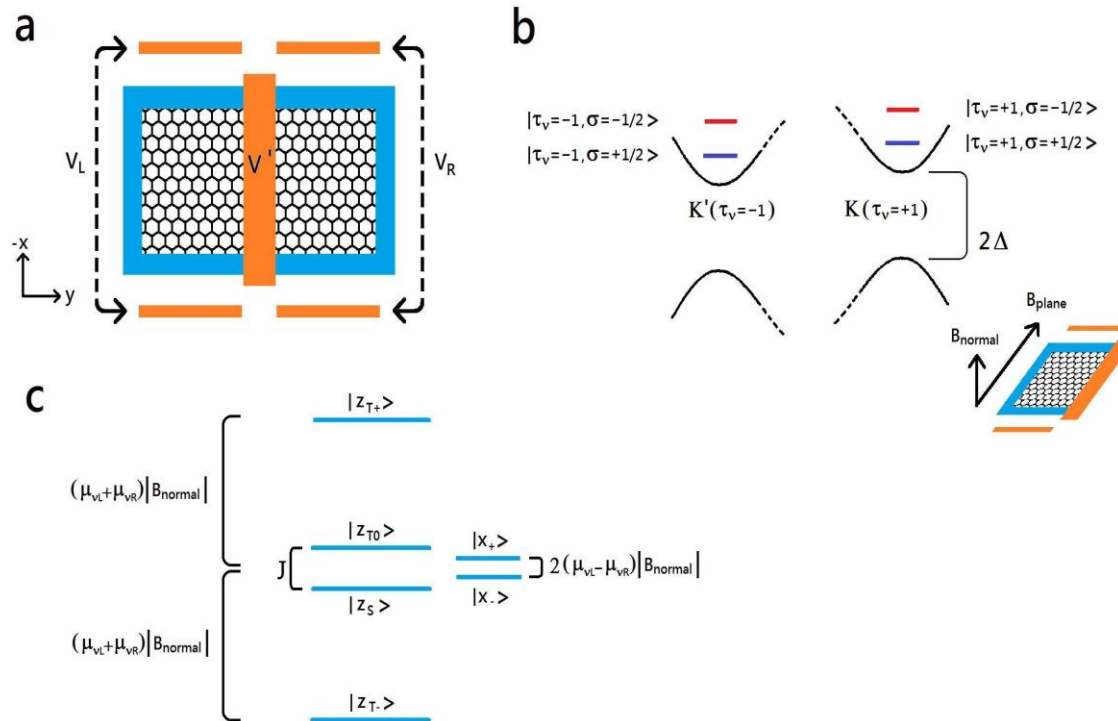 a
V_L
V'
V_R
-x
y
b
|τ_v=−1,σ=−1/2>
|τ_v=−1,σ=+1/2>
|τ_v=+1,σ=−1/2>
|τ_v=+1,σ=+1/2>
K'(τ_v=−1)
K(τ_v=+1)
2Δ
B_plane
B_normal
c
|z_T+>
(μ_vL+μ_vR)|B_normal|
|z_T0>
|x_+>
J
2(μ_vL−μ_vR)|B_normal|
|z_S>
|x_->
(μ_vL+μ_vR)|B_normal|
|z_T->